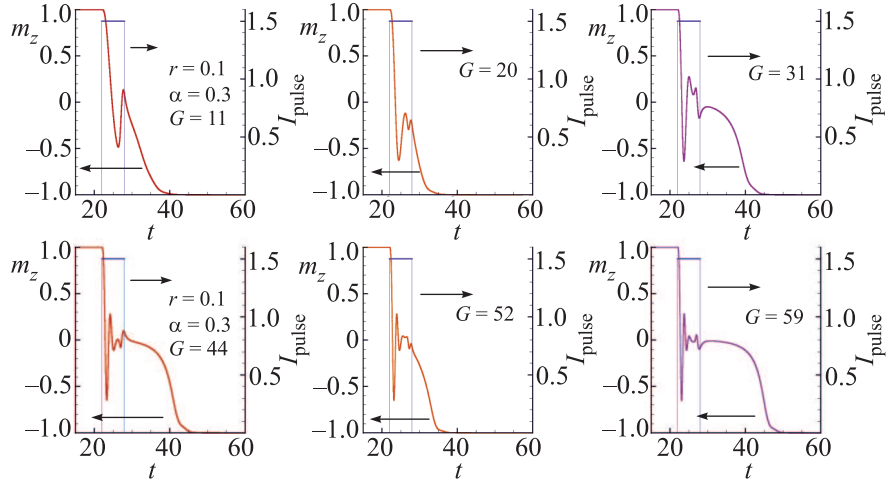 1.0 1.5 1.0 1.5 1.0 1.5
m_z m_z m_z
0.5 0.5 0.5
r = 0.1 G = 20 G = 31
1.0 1.0 1.0
α = 0.3
0 0 0
G = 11
I_pulse I_pulse I_pulse
0.5 0.5 0.5
−0.5 −0.5 −0.5
−1.0 −1.0 −1.0
20 40 60 20 40 60 20 40 60
t t t
1.0 1.5 1.0 1.5 1.0 1.5
m_z m_z m_z
0.5 0.5 0.5
r = 0.1 G = 52 G = 59
1.0 1.0 1.0
α = 0.3
0 0 0
G = 44
I_pulse I_pulse I_pulse
0.5 0.5 0.5
−0.5 −0.5 −0.5
−1.0 −1.0 −1.0
20 40 60 20 40 60 20 40 60
t t t